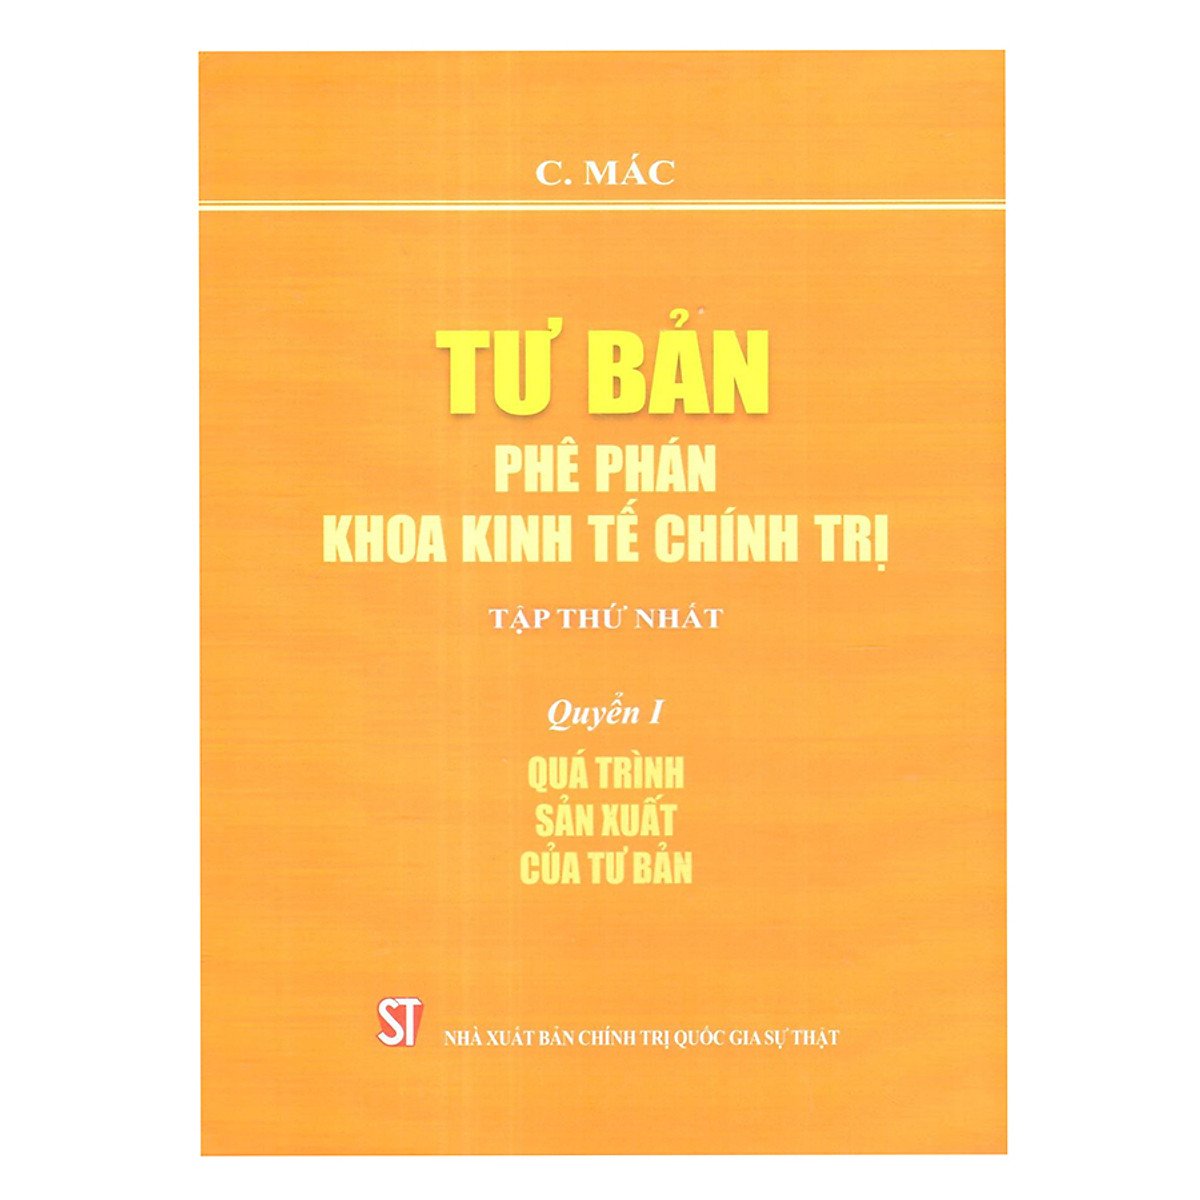 C. MÁC
TƯ BẢN
PHÊ PHÁN
KHOA KINH TẾ CHÍNH TRỊ
TẬP THỨ NHẤT
Quyển I
QUÁ TRÌNH
SẢN XUẤT
CỦA TƯ BẢN
ST
NHÀ XUẤT BẢN CHÍNH TRỊ QUỐC GIA SỰ THẬT